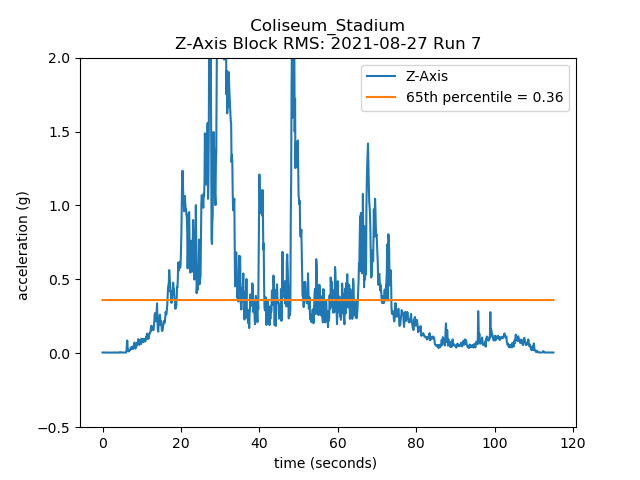 Coliseum_Stadium
Z-Axis Block RMS: 2021-08-27 Run 7
Z-Axis
65th percentile = 0.36
2.0
1.5
1.0
0.5
0.0
−0.5
acceleration (g)
0 20 40 60 80 100 120
time (seconds)